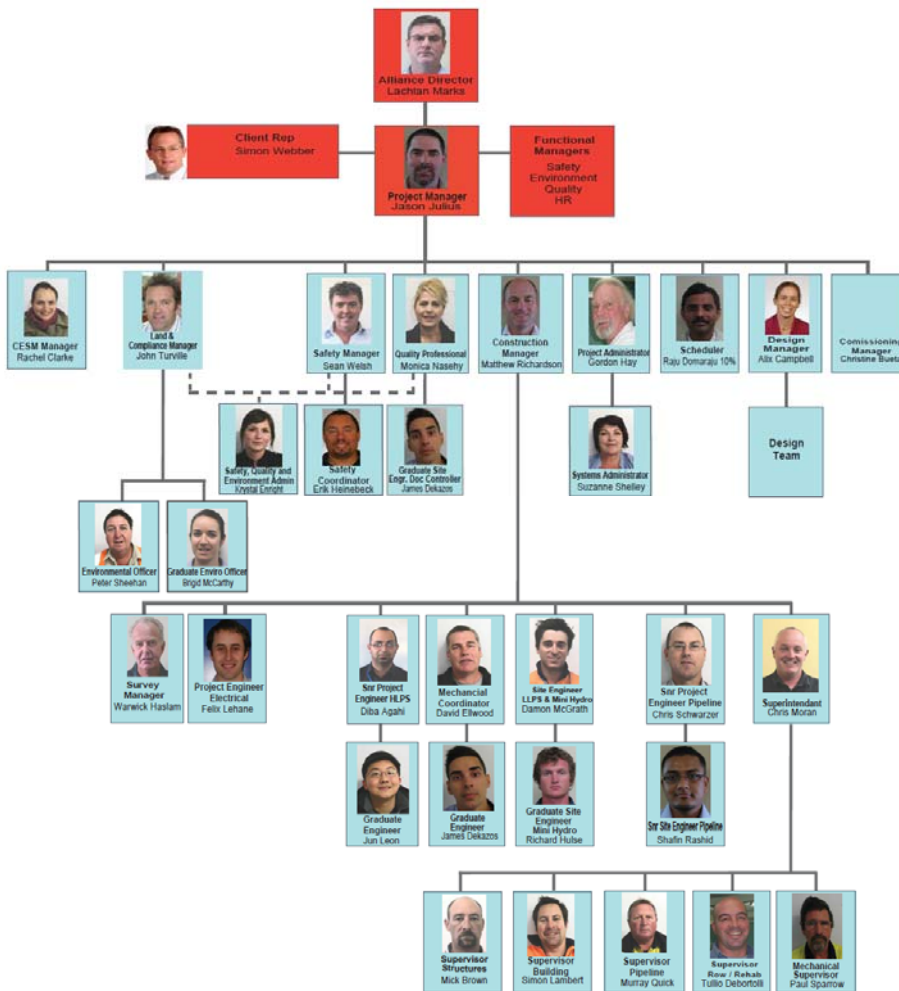 Alliance Director
Lachlan Marks
Client Rep
Simon Webber
Project Manager
Jason Julius
Functional
Managers
Safety
Environment
Quality
HR
CESM Manager
Rachel Clarke
Land &
Compliance Manager
John Turville
Safety Manager
Sean Welsh
Quality Professional
Monica Nasehy
Construction
Manager
Matthew Richardson
Project Administrator
Gordon Hay
Scheduler
Raju Domaraju 10%
Design
Manager
Alix Campbell
Comissioning
Manager
Christine Bueta
Safety, Quality and
Environment Admin
Krystal Enright
Safety
Coordinator
Erik Heinebeck
Graduate Site
Engr. Doc Controller
James Dekazos
Systems Administrator
Suzanne Shelley
Design
Team
Environmental Officer
Peter Sheehan
Graduate Enviro Officer
Brigid McCarthy
Survey
Manager
Warwick Haslam
Project Engineer
Electrical
Felix Lehane
Snr Project
Engineer HLPS
Diba Agahi
Mechancial
Coordinator
David Ellwood
Site Engineer
LLPS & Mini Hydro
Damon McGrath
Snr Project
Engineer Pipeline
Chris Schwarzer
Superintendant
Chris Moran
Graduate
Engineer
Jun Leon
Graduate
Engineer
James Dekazos
Graduate Site
Engineer
Mini Hydro
Richard Hulse
Snr Site Engineer Pipeline
Shafin Rashid
Supervisor
Structures
Mick Brown
Supervisor
Building
Simon Lambert
Supervisor
Pipeline
Murray Quick
Supervisor
Row / Rehab
Tullio Debortolli
Mechanical
Supervisor
Paul Sparrow